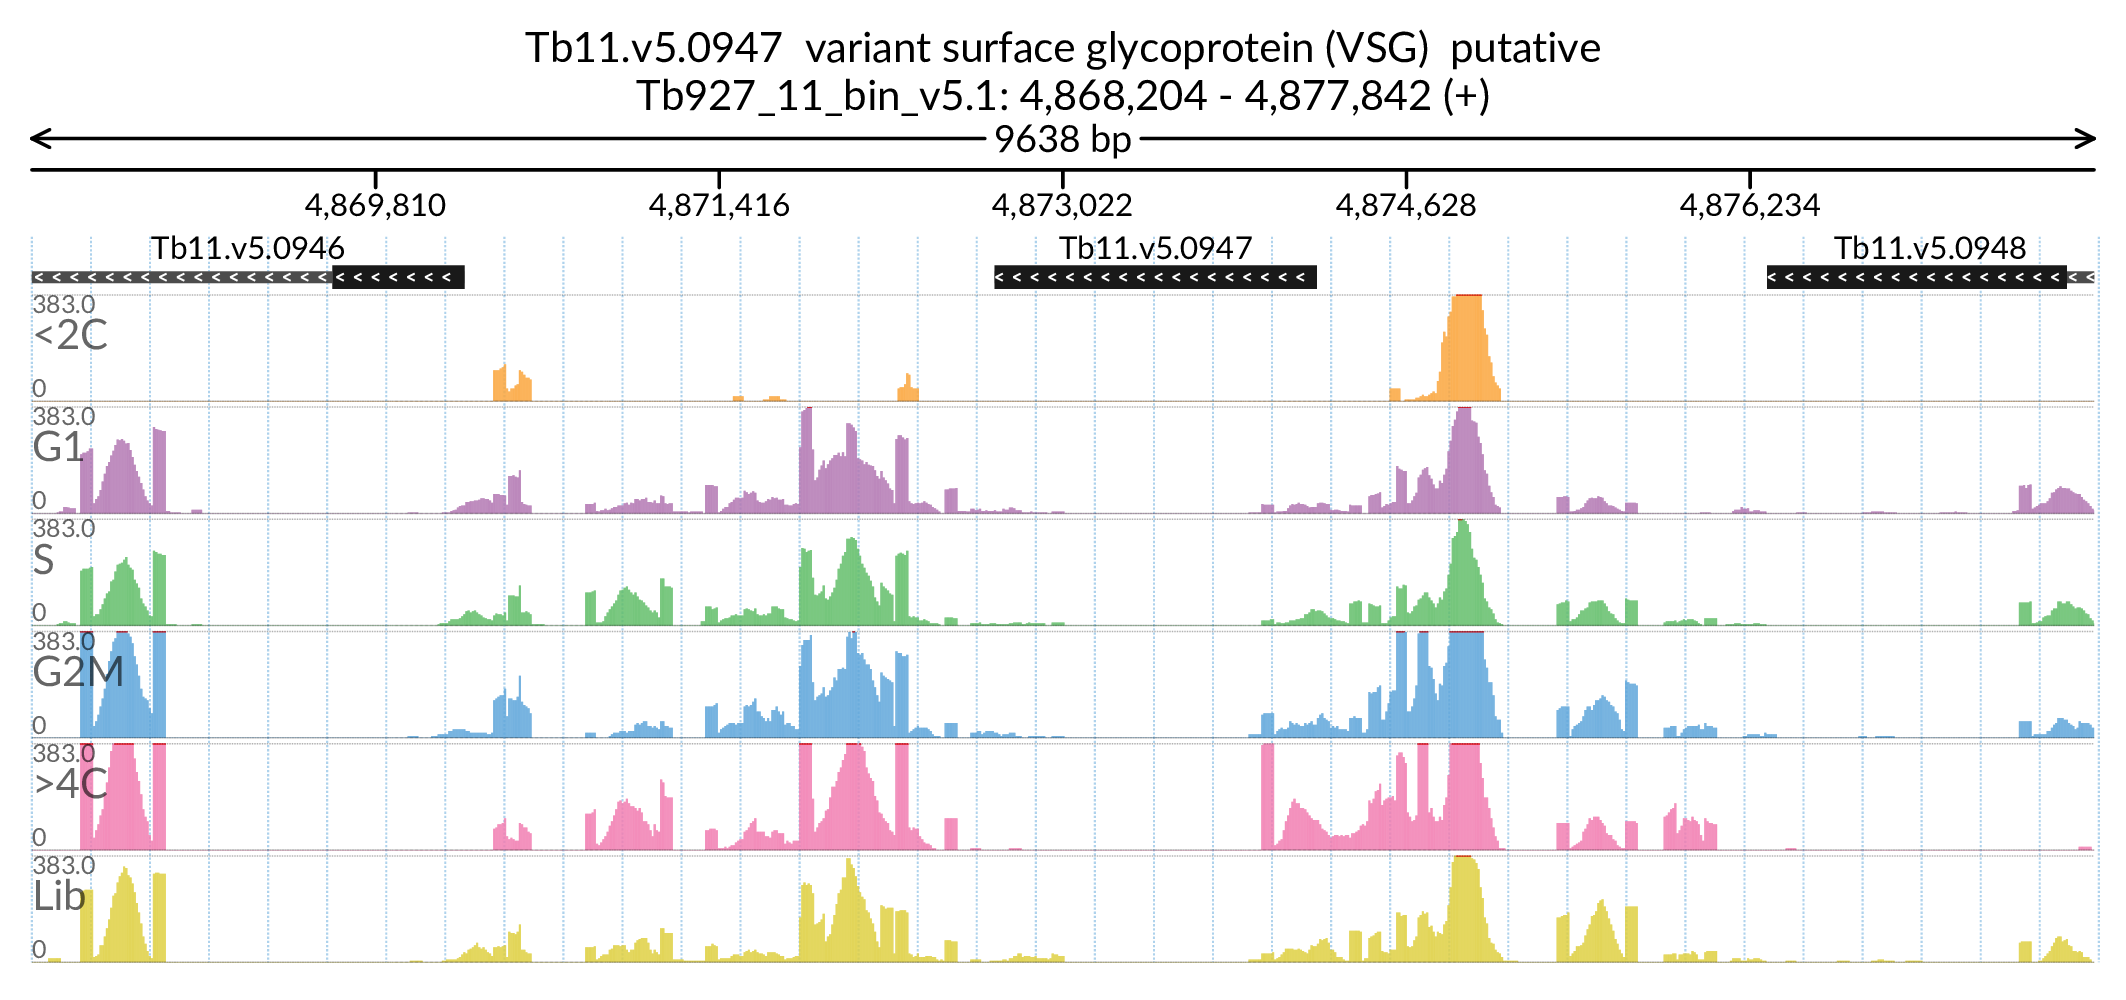 Tb11.v5.0947  variant surface glycoprotein (VSG)  putative
Tb927_11_bin_v5.1: 4,868,204 - 4,877,842 (+)
9638 bp
4,869,810 4,871,416 4,873,022 4,874,628 4,876,234
Tb11.v5.0946 Tb11.v5.0947 Tb11.v5.0948
383.0
<2C
0
383.0
G1
0
383.0
S
0
383.0
G2M
0
383.0
>4C
0
383.0
Lib
0